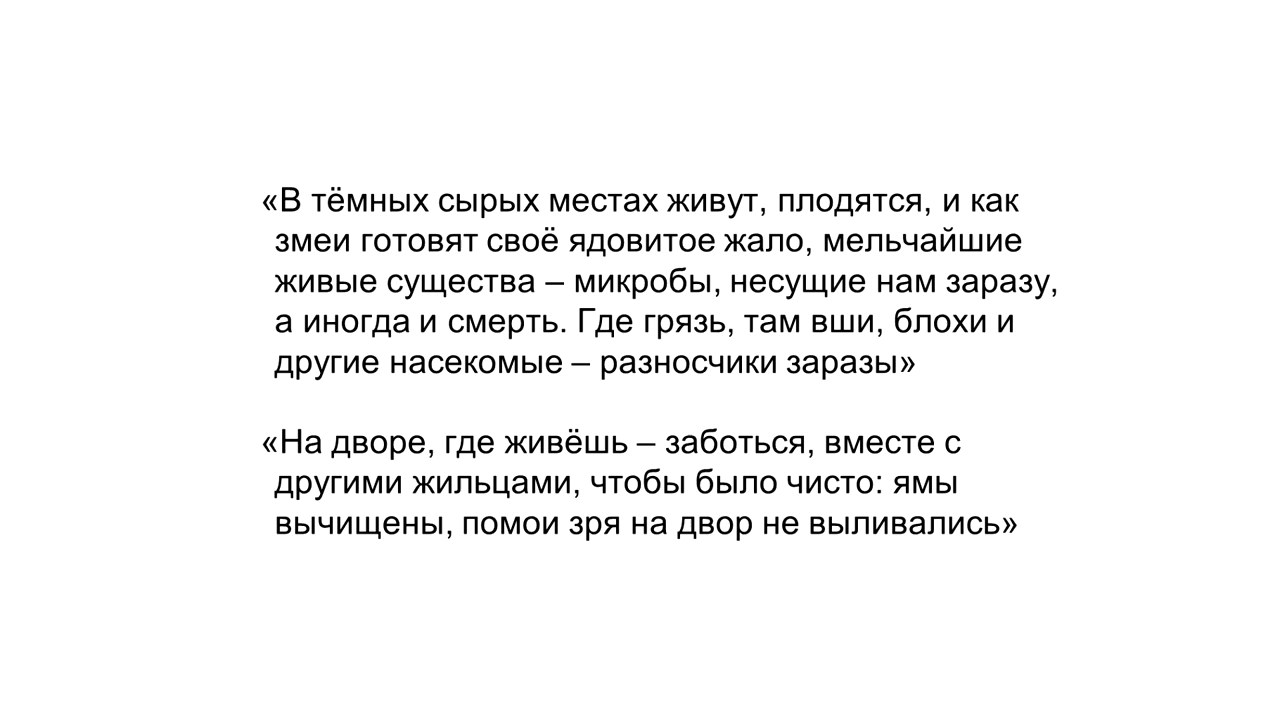 «В тёмных сырых местах живут, плодятся, и как
змеи готовят своё ядовитое жало, мельчайшие
живые существа – микробы, несущие нам заразу,
а иногда и смерть. Где грязь, там вши, блохи и
другие насекомые – разносчики заразы»
«На дворе, где живёшь – заботься, вместе с
другими жильцами, чтобы было чисто: ямы
вычищены, помои зря на двор не выливались»